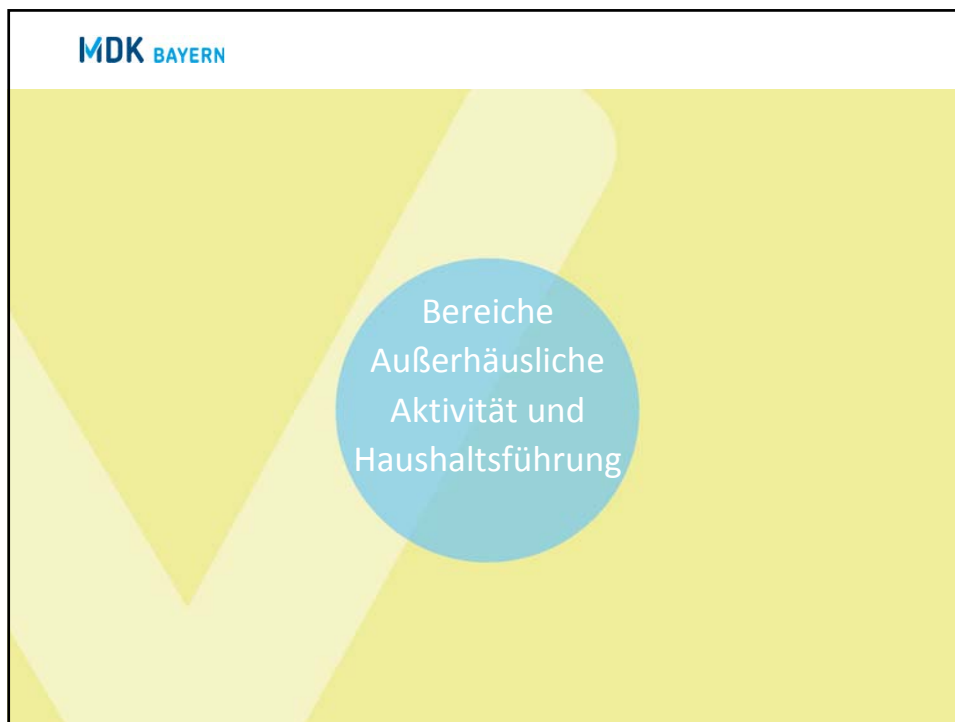 MDK BAYERN
Bereiche
Außerhäusliche
Aktivität und
Haushaltsführung